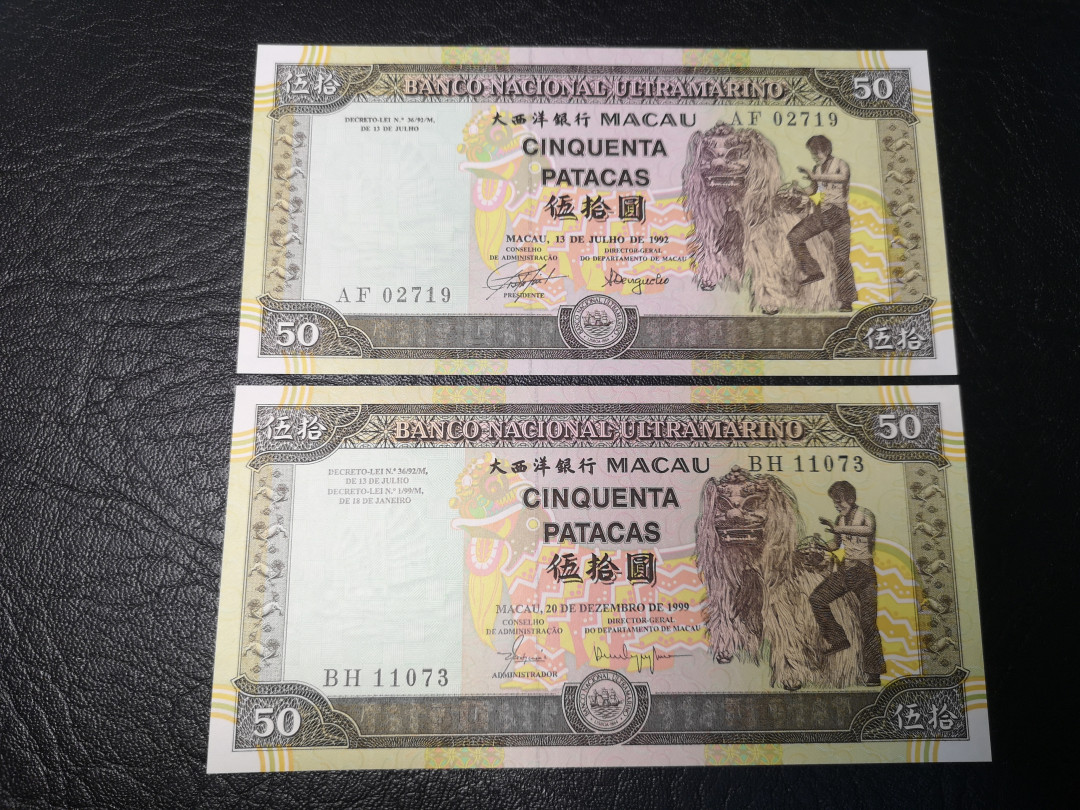 伍拾 BANCO NACIONAL ULTRAMARINO 50
DECRETO-LEI N.º 36/92/M,
DE 13 DE JULHO
大西洋銀行 MACAU AF 02719
CINQUENTA
PATACAS
伍拾圓
MACAU, 13 DE JULHO DE 1992
CONSELHO
DE ADMINISTRAÇÃO
DIRECTOR-GERAL
DO DEPARTAMENTO DE MACAU
AF 02719
PRESIDENTE
50
伍拾
伍拾 BANCO NACIONAL ULTRAMARINO 50
DECRETO-LEI N.º 36/92/M,
DE 13 DE JULHO
DECRETO-LEI N.º 1/99/M,
DE 18 DE JANEIRO
大西洋銀行 MACAU BH 11073
CINQUENTA
PATACAS
伍拾圓
MACAU, 20 DE DEZEMBRO DE 1999
CONSELHO
DE ADMINISTRAÇÃO
DIRECTOR-GERAL
DO DEPARTAMENTO DE MACAU
BH 11073
ADMINISTRADOR
50
伍拾